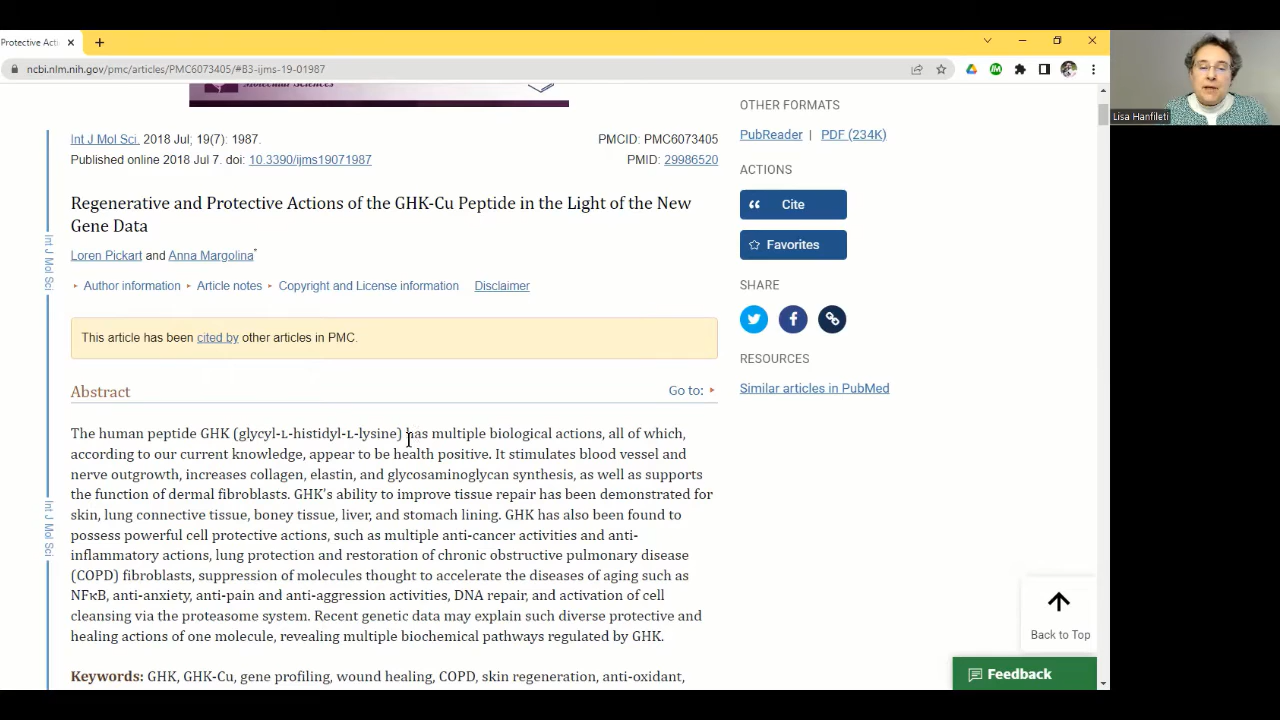 Protective Acti
ncbi.nlm.nih.gov/pmc/articles/PMC6073405/#B3-ijms-19-01987
Lisa Hanfileti
Molecular Sciences
Int J Mol Sci. 2018 Jul; 19(7): 1987.
PMCID: PMC6073405
Published online 2018 Jul 7. doi: 10.3390/ijms19071987
PMID: 29986520
Regenerative and Protective Actions of the GHK-Cu Peptide in the Light of the New
Gene Data
Loren Pickart and Anna Margolina*
Author information Article notes Copyright and License information Disclaimer
This article has been cited by other articles in PMC.
Abstract
Go to:
The human peptide GHK (glycyl-ʟ-histidyl-ʟ-lysine) has multiple biological actions, all of which,
according to our current knowledge, appear to be health positive. It stimulates blood vessel and
nerve outgrowth, increases collagen, elastin, and glycosaminoglycan synthesis, as well as supports
the function of dermal fibroblasts. GHK's ability to improve tissue repair has been demonstrated for
skin, lung connective tissue, boney tissue, liver, and stomach lining. GHK has also been found to
possess powerful cell protective actions, such as multiple anti-cancer activities and anti-
inflammatory actions, lung protection and restoration of chronic obstructive pulmonary disease
(COPD) fibroblasts, suppression of molecules thought to accelerate the diseases of aging such as
NFκB, anti-anxiety, anti-pain and anti-aggression activities, DNA repair, and activation of cell
cleansing via the proteasome system. Recent genetic data may explain such diverse protective and
healing actions of one molecule, revealing multiple biochemical pathways regulated by GHK.
Keywords: GHK, GHK-Cu, gene profiling, wound healing, COPD, skin regeneration, anti-oxidant,
Int J Mol Sci
Int J Mol Sci
OTHER FORMATS
PubReader | PDF (234K)
ACTIONS
Cite
Favorites
SHARE
RESOURCES
Similar articles in PubMed
Back to Top
Feedback